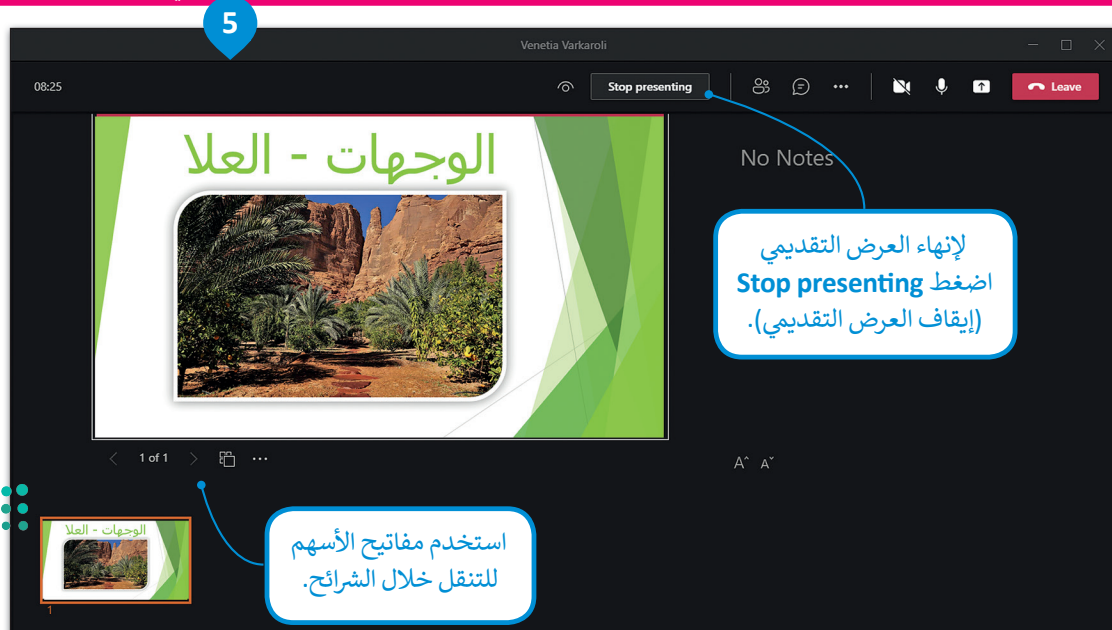 5
Venetia Varkaroli
08:25
Stop presenting
Leave
الوجهات - العلا
No Notes
لإنهاء العرض التقديمي
اضغط Stop presenting
(إيقاف العرض التقديمي).
1 of 1
A^ A˅
استخدم مفاتيح الأسهم
للتنقل خلال الشرائح.
الوجهات - العلا
1